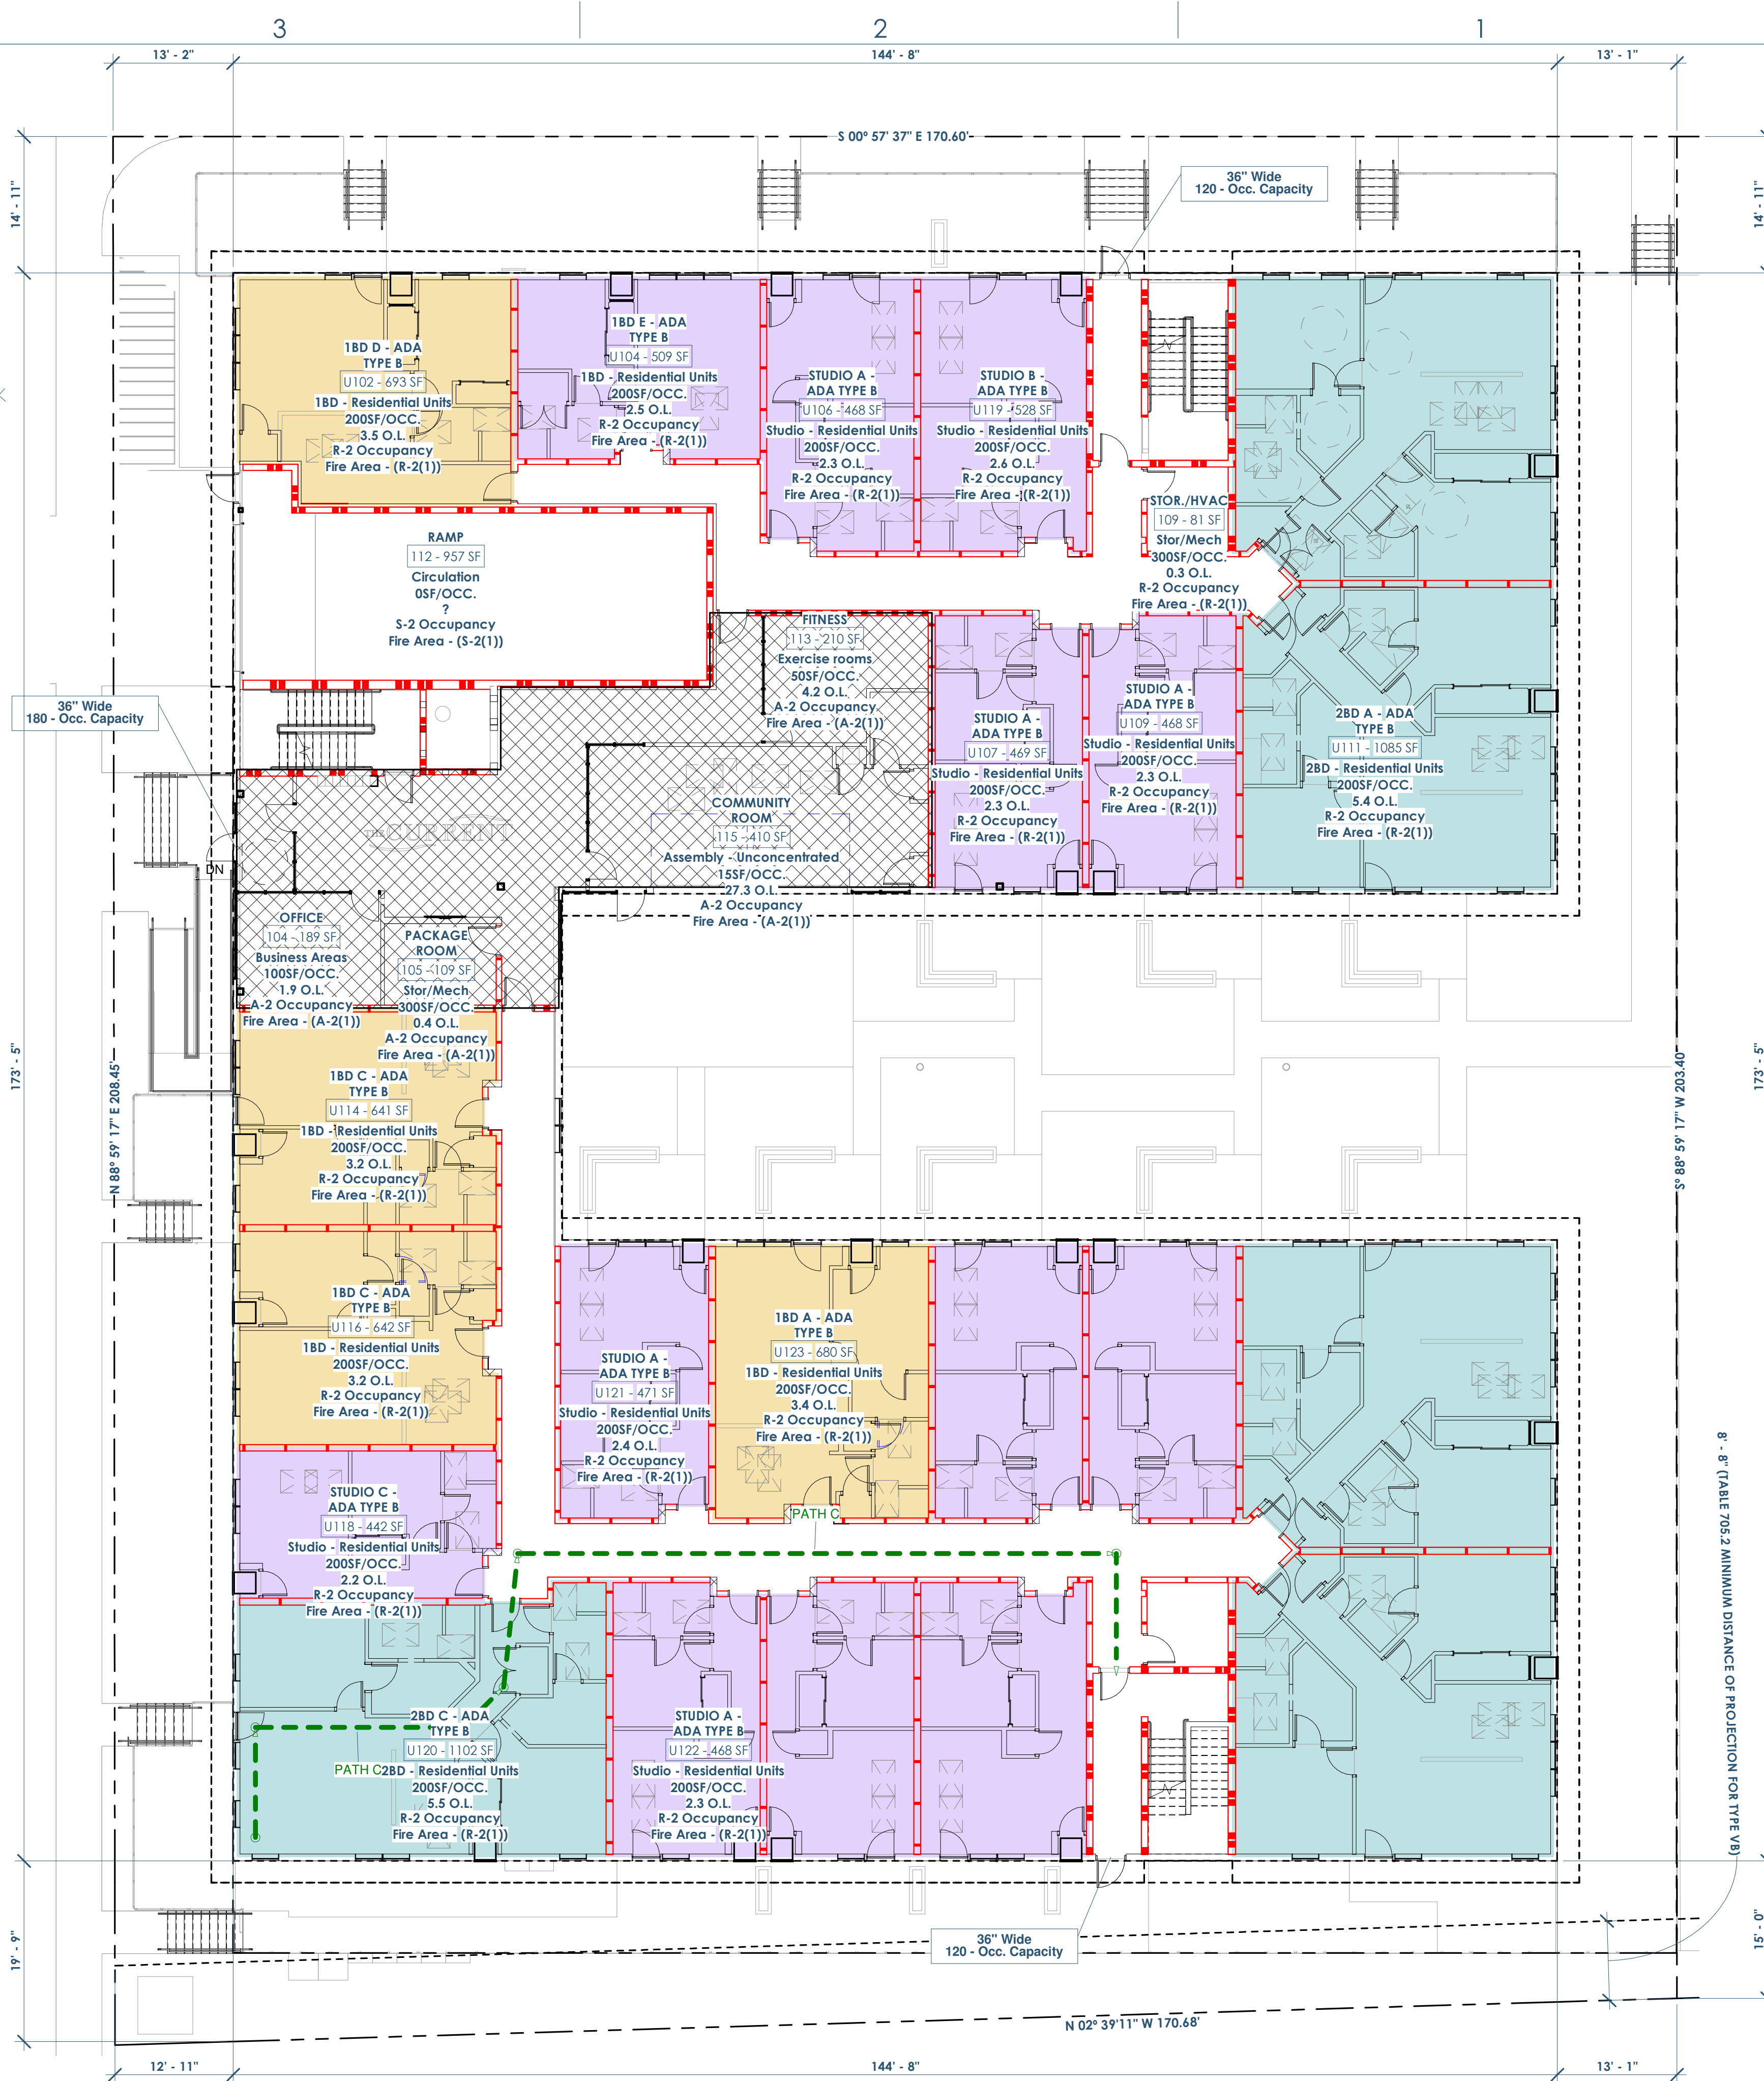 3
2
1
13' - 2"
144' - 8"
13' - 1"
S 00° 57' 37" E 170.60'
14' - 11"
14' - 11"
36" Wide
120 - Occ. Capacity
1BD D - ADA
TYPE B
U102 - 693 SF
1BD - Residential Units
200SF/OCC.
3.5 O.L.
R-2 Occupancy
Fire Area - (R-2(1))
1BD E - ADA
TYPE B
U104 - 509 SF
1BD - Residential Units
200SF/OCC.
2.5 O.L.
R-2 Occupancy
Fire Area - (R-2(1))
STUDIO A -
ADA TYPE B
U106 - 468 SF
Studio - Residential Units
200SF/OCC.
2.3 O.L.
R-2 Occupancy
Fire Area - (R-2(1))
STUDIO B -
ADA TYPE B
U119 - 528 SF
Studio - Residential Units
200SF/OCC.
2.6 O.L.
R-2 Occupancy
Fire Area - (R-2(1))
STOR./HVAC
109 - 81 SF
Stor/Mech
300SF/OCC.
0.3 O.L.
R-2 Occupancy
Fire Area - (R-2(1))
RAMP
112 - 957 SF
Circulation
0SF/OCC.
?
S-2 Occupancy
Fire Area - (S-2(1))
FITNESS
113 - 210 SF
Exercise rooms
50SF/OCC.
4.2 O.L.
A-2 Occupancy
Fire Area - (A-2(1))
36" Wide
180 - Occ. Capacity
STUDIO A -
ADA TYPE B
U107 - 469 SF
Studio - Residential Units
200SF/OCC.
2.3 O.L.
R-2 Occupancy
Fire Area - (R-2(1))
STUDIO A -
ADA TYPE B
U109 - 468 SF
Studio - Residential Units
200SF/OCC.
2.3 O.L.
R-2 Occupancy
Fire Area - (R-2(1))
2BD A - ADA
TYPE B
U111 - 1085 SF
2BD - Residential Units
200SF/OCC.
5.4 O.L.
R-2 Occupancy
Fire Area - (R-2(1))
THE CURRENT
COMMUNITY
ROOM
115 - 410 SF
Assembly - Unconcentrated
15SF/OCC.
27.3 O.L.
A-2 Occupancy
Fire Area - (A-2(1))
DN
OFFICE
104 - 189 SF
Business Areas
100SF/OCC.
1.9 O.L.
A-2 Occupancy
Fire Area - (A-2(1))
PACKAGE
ROOM
105 - 109 SF
Stor/Mech
300SF/OCC.
0.4 O.L.
A-2 Occupancy
Fire Area - (A-2(1))
173' - 5"
N 88° 59' 17" E 208.45'
S° 88° 59' 17" W 203.40'
173' - 5"
1BD C - ADA
TYPE B
U114 - 641 SF
1BD - Residential Units
200SF/OCC.
3.2 O.L.
R-2 Occupancy
Fire Area - (R-2(1))
1BD C - ADA
TYPE B
U116 - 642 SF
1BD - Residential Units
200SF/OCC.
3.2 O.L.
R-2 Occupancy
Fire Area - (R-2(1))
STUDIO A -
ADA TYPE B
U121 - 471 SF
Studio - Residential Units
200SF/OCC.
2.4 O.L.
R-2 Occupancy
Fire Area - (R-2(1))
1BD A - ADA
TYPE B
U123 - 680 SF
1BD - Residential Units
200SF/OCC.
3.4 O.L.
R-2 Occupancy
Fire Area - (R-2(1))
PATH C
STUDIO C -
ADA TYPE B
U118 - 442 SF
Studio - Residential Units
200SF/OCC.
2.2 O.L.
R-2 Occupancy
Fire Area - (R-2(1))
2BD C - ADA
TYPE B
U120 - 1102 SF
2BD - Residential Units
200SF/OCC.
5.5 O.L.
R-2 Occupancy
Fire Area - (R-2(1))
PATH C
STUDIO A -
ADA TYPE B
U122 - 468 SF
Studio - Residential Units
200SF/OCC.
2.3 O.L.
R-2 Occupancy
Fire Area - (R-2(1))
8' - 8" (TABLE 705.2 MINIMUM DISTANCE OF PROJECTION FOR TYPE VB)
36" Wide
120 - Occ. Capacity
19' - 9"
15' - 0"
N 02° 39'11" W 170.68'
12' - 11"
144' - 8"
13' - 1"